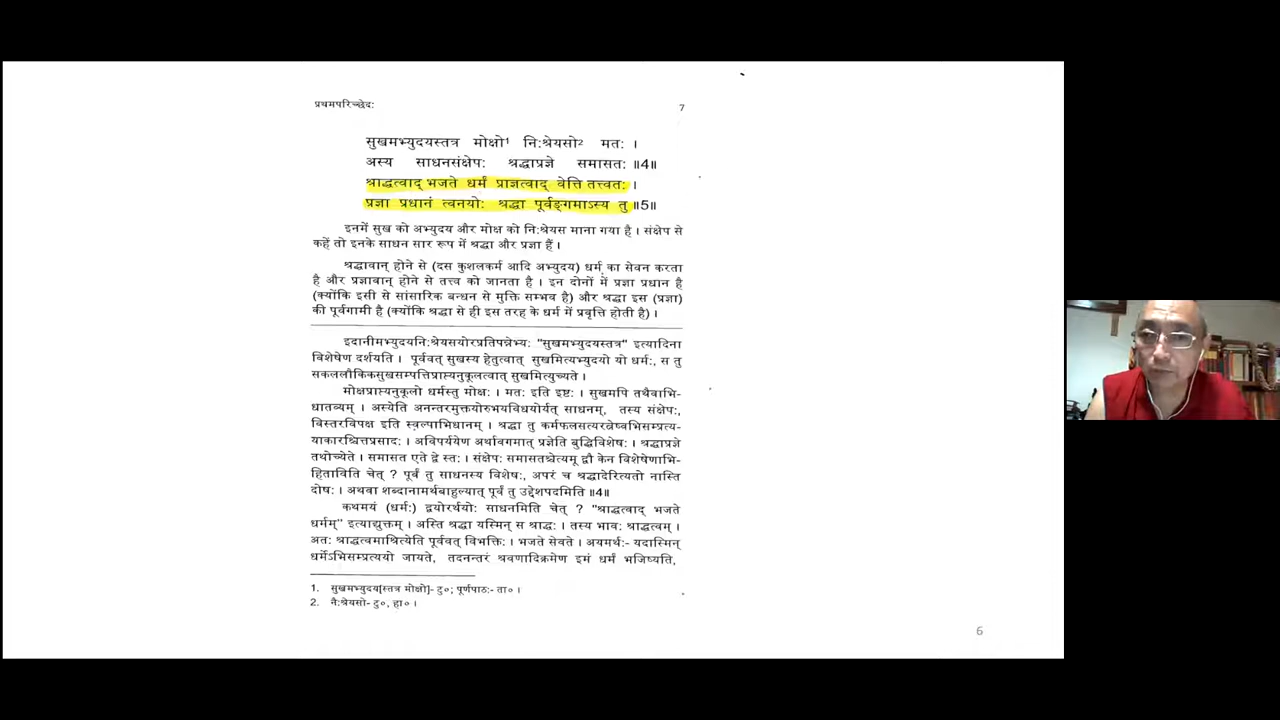 प्रथमपरिच्छेदः 7
सुखमभ्युदयस्तत्र मोक्षो¹ निःश्रेयसो² मतः ।
अस्य साधनसंक्षेपः श्रद्धाप्रज्ञे समासतः ॥4॥
श्राद्धत्वाद् भजते धर्मं प्राज्ञत्वाद् वेत्ति तत्त्वतः ।
प्रज्ञा प्रधानं त्वनयोः श्रद्धा पूर्वङ्गमाऽस्य तु ॥5॥
इनमें सुख को अभ्युदय और मोक्ष को निःश्रेयस माना गया है । संक्षेप से
कहें तो इनके साधन सार रूप में श्रद्धा और प्रज्ञा हैं ।
श्रद्धावान् होने से (दस कुशलकर्म आदि अभ्युदय) धर्म का सेवन करता
है और प्रज्ञावान् होने से तत्त्व को जानता है । इन दोनों में प्रज्ञा प्रधान है
(क्योंकि इसी से सांसारिक बन्धन से मुक्ति सम्भव है) और श्रद्धा इस (प्रज्ञा)
की पूर्वगामी है (क्योंकि श्रद्धा से ही इस तरह के धर्म में प्रवृत्ति होती है) ।
इदानीमभ्युदयनिःश्रेयसयोरप्रतिपन्नेभ्यः "सुखमभ्युदयस्तत्र" इत्यादिना
विशेषेण दर्शयति । पूर्ववत् सुखस्य हेतुत्वात् सुखमित्यभ्युदयो यो धर्मः, स तु
सकललौकिकसुखसम्पत्तिप्राप्त्यनुकूलत्वात् सुखमित्युच्यते ।
मोक्षप्राप्त्यनुकूलो धर्मस्तु मोक्षः । मतः इति इष्टः । सुखमपि तथैवाभि-
धातव्यम् । अस्येति अनन्तरमुक्तयोरुभयविधयोर्यत् साधनम्, तस्य संक्षेपः,
विस्तरविपक्ष इति स्वल्पाभिधानम् । श्रद्धा तु कर्मफलसत्यरत्नेष्वभिसम्प्रत्य-
याकारश्चित्तप्रसादः । अविपर्ययेण अर्थावगमात् प्रज्ञेति बुद्धिविशेषः । श्रद्धाप्रज्ञे
तथोच्येते । समासत एते द्वे स्तः । संक्षेपः समासतश्चेत्यमू द्वौ केन विशेषेणाभि-
हिताविति चेत् ? पूर्वं तु साधनस्य विशेषः, अपरं च श्रद्धादेरित्यतो नास्ति
दोषः । अथवा शब्दानामर्थबाहुल्यात् पूर्वं तु उद्देशपदमिति ॥4॥
कथमयं (धर्मः) द्वयोरर्थयोः साधनमिति चेत् ? "श्राद्धत्वाद् भजते
धर्मम्" इत्याद्युक्तम् । अस्ति श्रद्धा यस्मिन् स श्राद्धः । तस्य भावः श्राद्धत्वम् ।
अतः श्राद्धत्वमाश्रित्येति पूर्ववत् विभक्तिः । भजते सेवते । अयमर्थः- यदास्मिन्
धर्मेऽभिसम्प्रत्ययो जायते, तदनन्तरं श्रवणादिक्रमेण इमं धर्मं भजिष्यति,
1. सुखमभ्युदय[स्तत्र मोक्षो]- टु०; पूर्णपाठः- ता० ।
2. नैःश्रेयसो- टु०, हा० ।
6